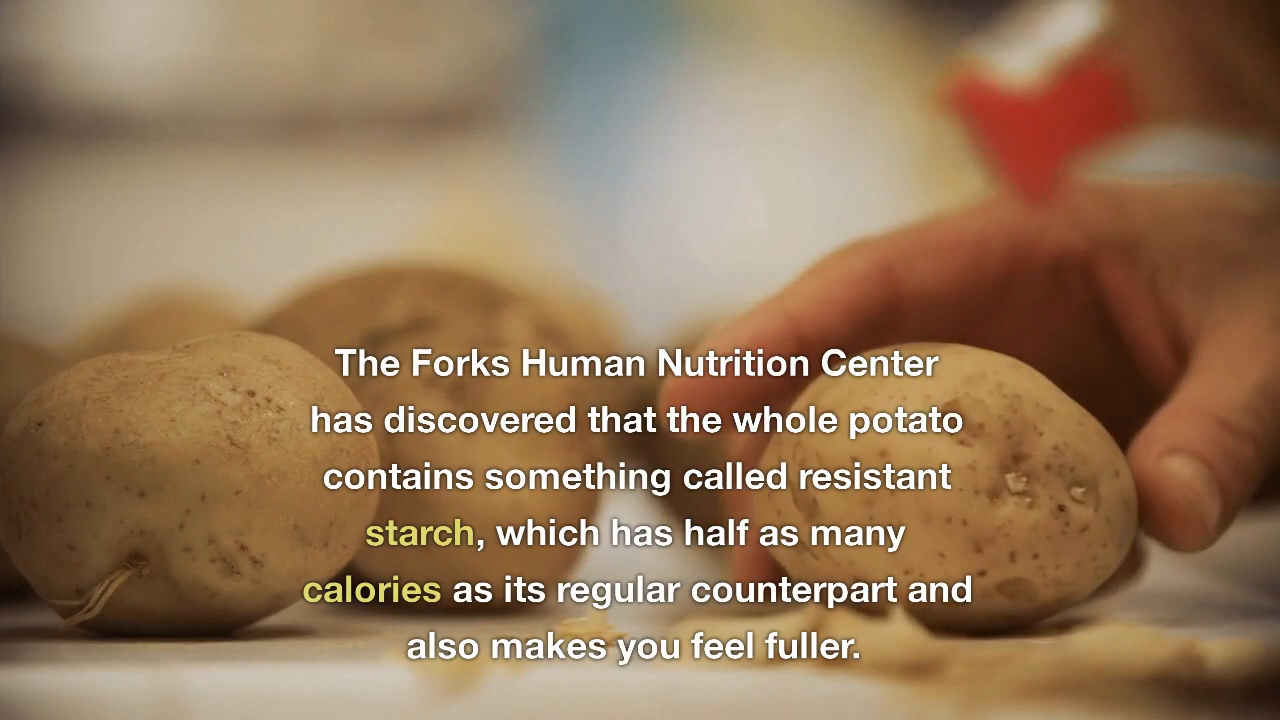 The Forks Human Nutrition Center
has discovered that the whole potato
contains something called resistant
starch, which has half as many
calories as its regular counterpart and
also makes you feel fuller.